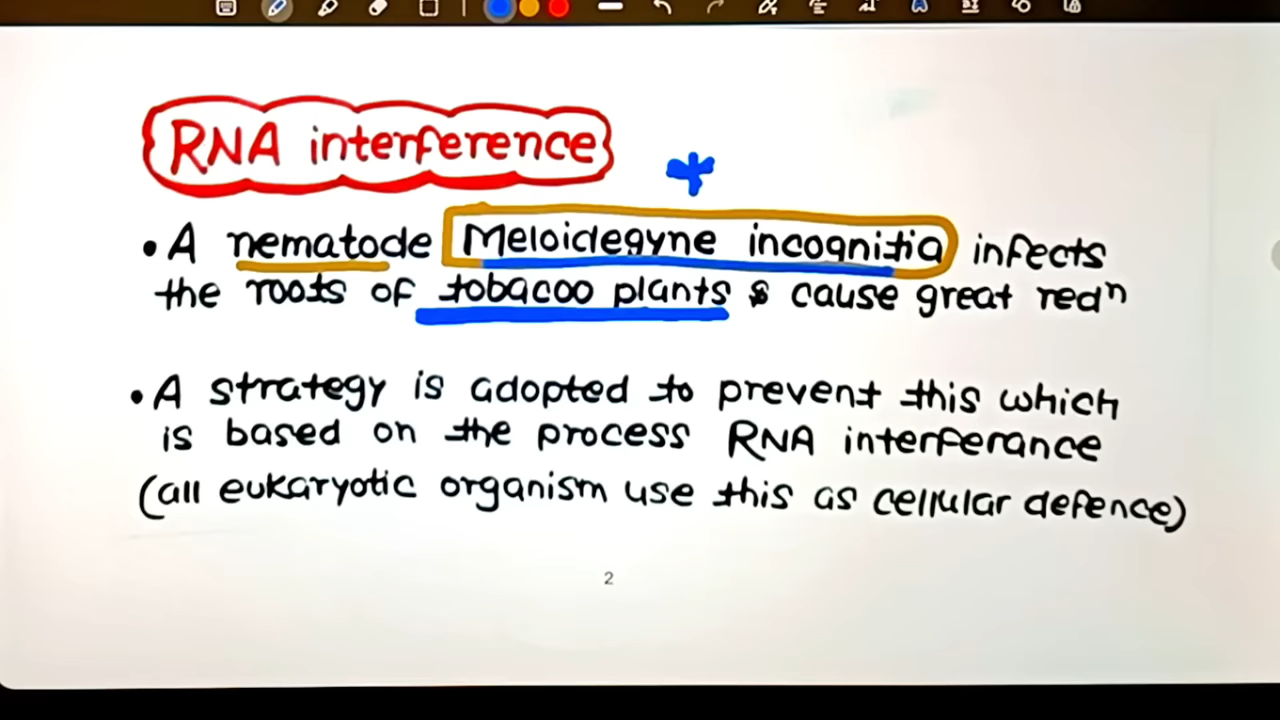 RNA interference
• A nematode Meloidegyne incognitia infects
the roots of tobacoo plants & cause great redⁿ
• A strategy is adopted to prevent this which
is based on the process RNA interferance
(all eukaryotic organism use this as cellular defence)
2